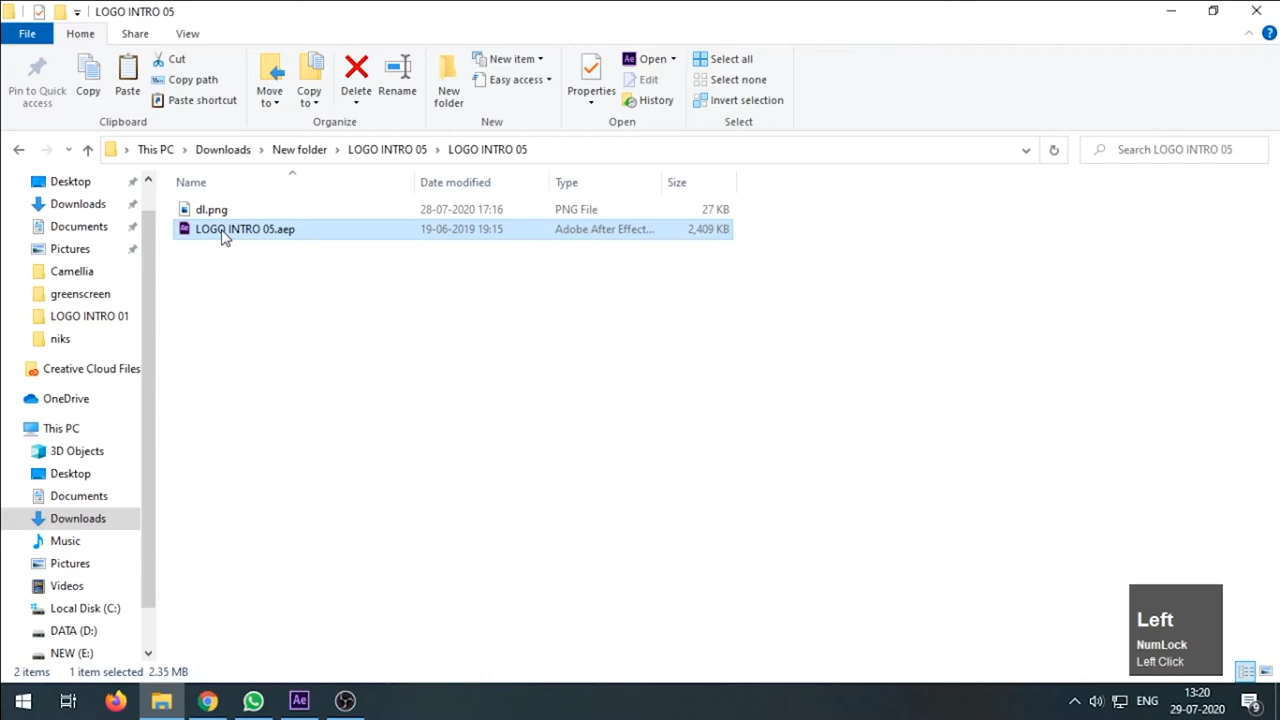 LOGO INTRO 05
File
Home
Share
View
Pin to Quick access
Copy
Paste
Cut
Copy path
Paste shortcut
Clipboard
Move to
Copy to
Delete
Rename
Organize
New folder
New item
Easy access
New
Properties
Open
Edit
History
Open
Select all
Select none
Invert selection
Select
This PC > Downloads > New folder > LOGO INTRO 05 > LOGO INTRO 05
Search LOGO INTRO 05
Name Date modified Type Size
dl.png 28-07-2020 17:16 PNG File 27 KB
Ae LOGO INTRO 05.aep 19-06-2019 19:15 Adobe After Effect... 2,409 KB
Desktop
Downloads
Documents
Pictures
Camellia
greenscreen
LOGO INTRO 01
niks
Creative Cloud Files
OneDrive
This PC
3D Objects
Desktop
Documents
Downloads
Music
Pictures
Videos
Local Disk (C:)
DATA (D:)
NEW (E:)
Left
NumLock
Left Click
2 items 1 item selected 2.35 MB
Ae
ENG
13:20
29-07-2020
9